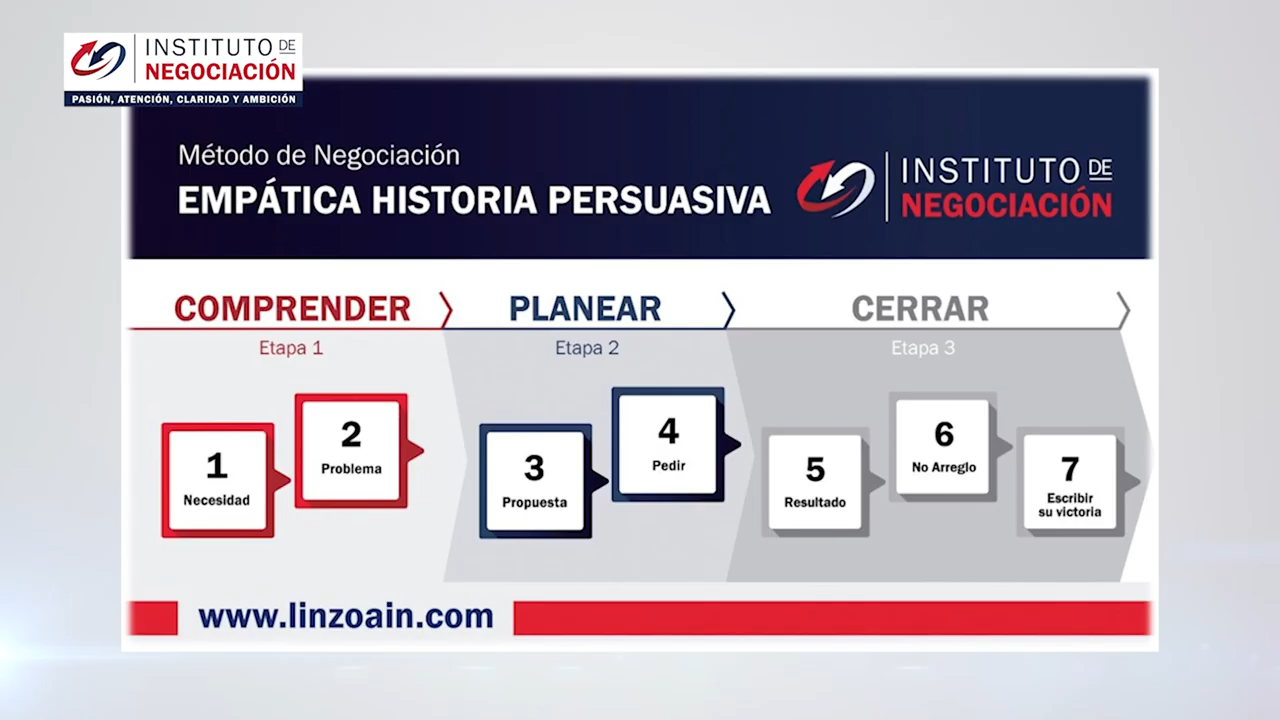 INSTITUTO DE
NEGOCIACIÓN
PASIÓN, ATENCIÓN, CLARIDAD Y AMBICIÓN
Método de Negociación
EMPÁTICA HISTORIA PERSUASIVA
INSTITUTO DE
NEGOCIACIÓN
COMPRENDER
PLANEAR
CERRAR
Etapa 1
Etapa 2
Etapa 3
1
Necesidad
2
Problema
3
Propuesta
4
Pedir
5
Resultado
6
No Arreglo
7
Escribir
su victoria
www.linzoain.com